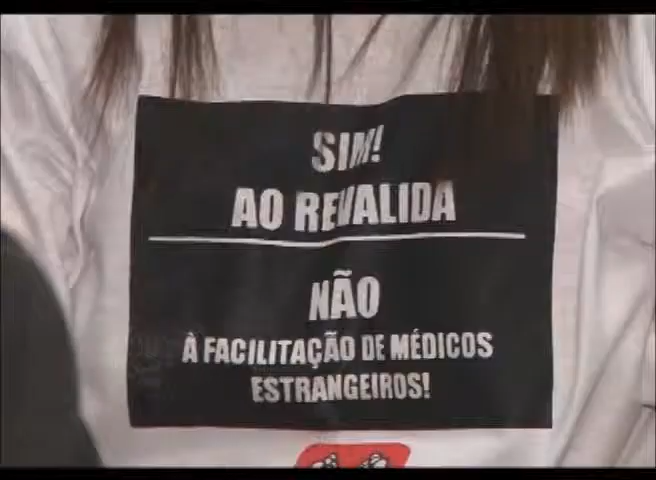 SIM!
AO REVALIDA
NÃO
À FACILITAÇÃO DE MÉDICOS
ESTRANGEIROS!